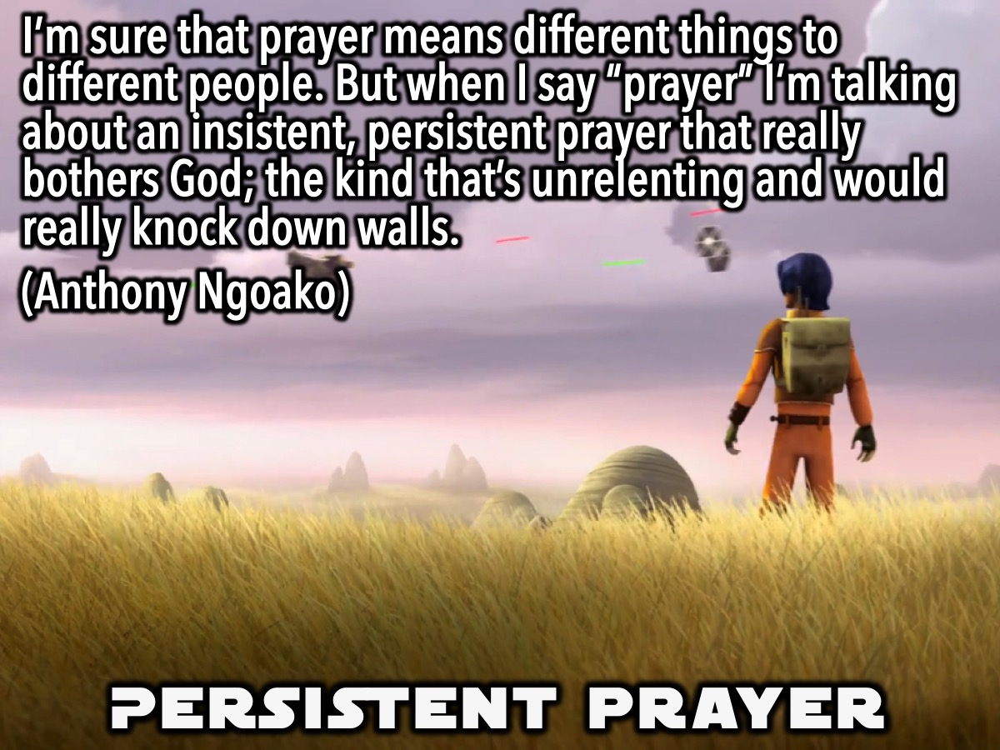 I'm sure that prayer means different things to
different people. But when I say “prayer” I'm talking
about an insistent, persistent prayer that really
bothers God; the kind that's unrelenting and would
really knock down walls.
(Anthony Ngoako)
PERSISTENT PRAYER